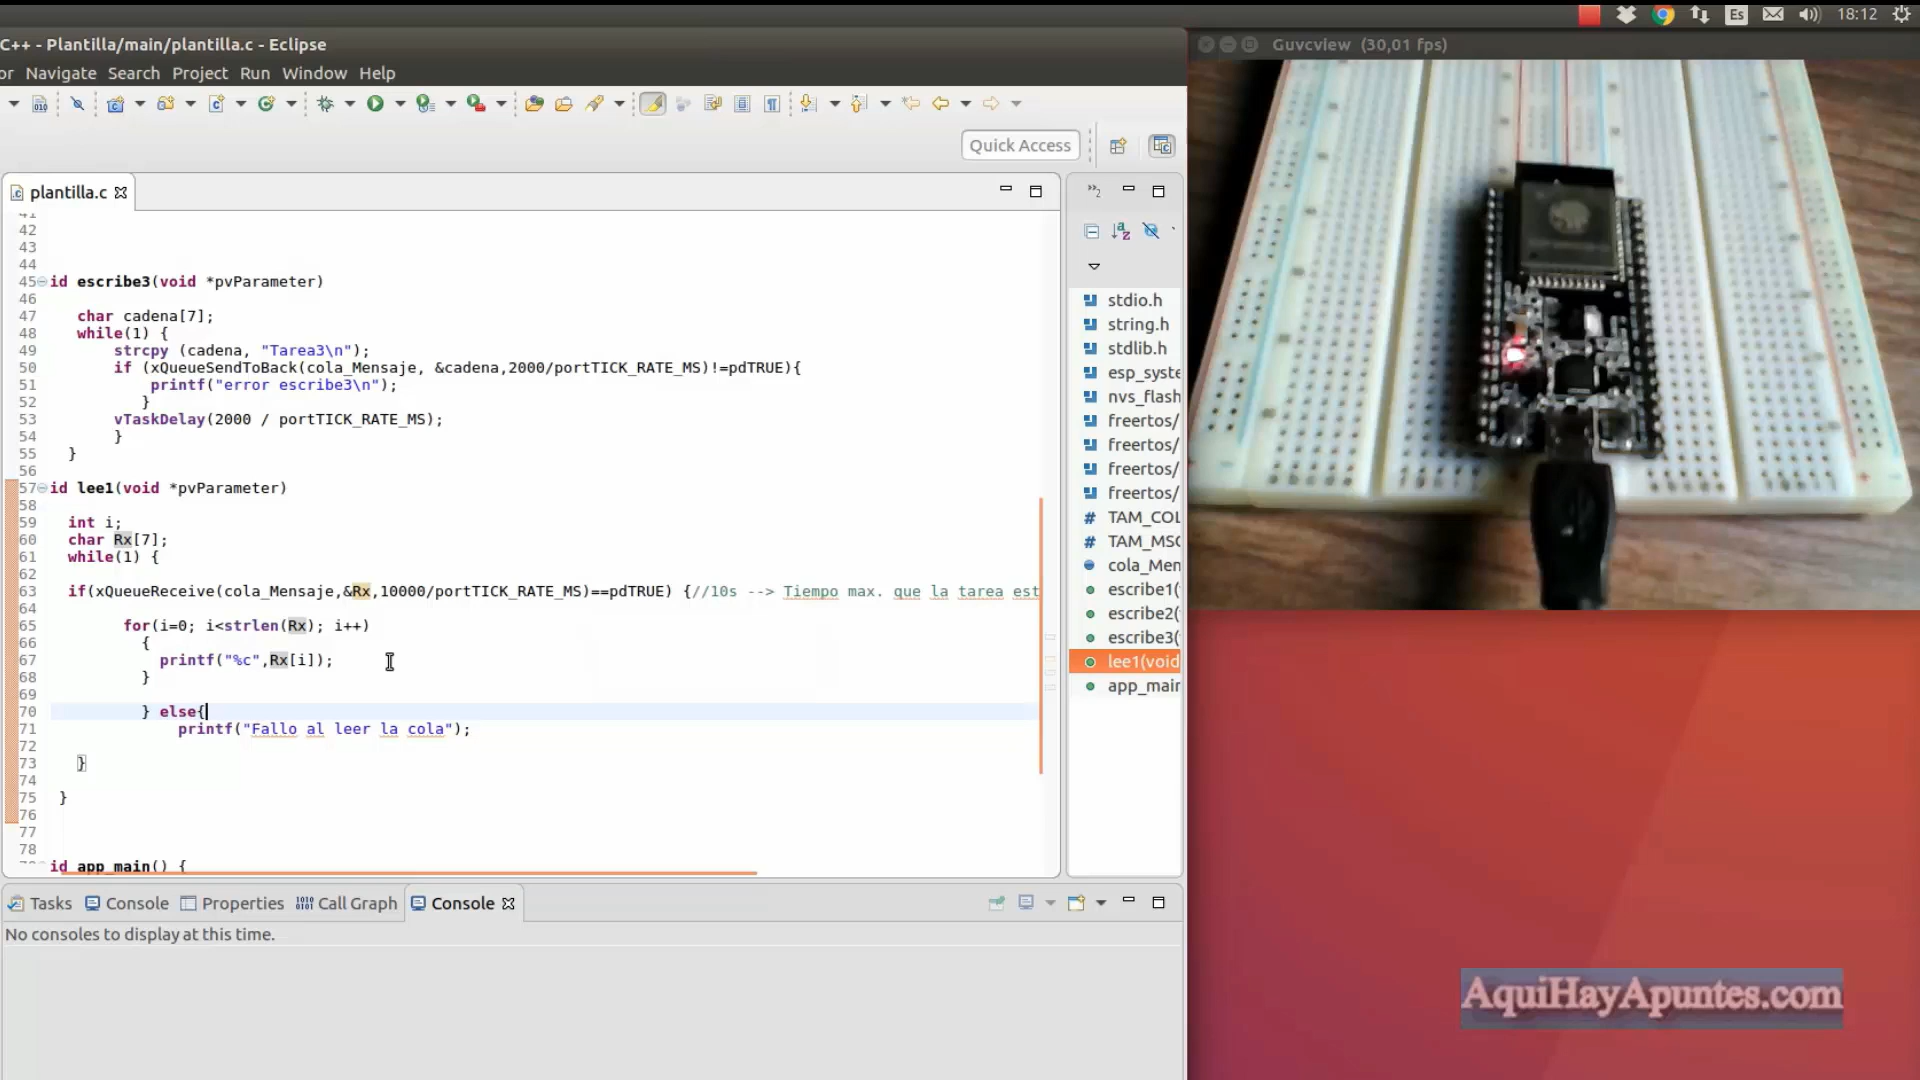 Es 18:12
C++ - Plantilla/main/plantilla.c - Eclipse
Guvcview (30,01 fps)
or Navigate Search Project Run Window Help
Quick Access
plantilla.c
41
42
43
44
45 id escribe3(void *pvParameter)
46
47 char cadena[7];
48 while(1) {
49 strcpy (cadena, "Tarea3\n");
50 if (xQueueSendToBack(cola_Mensaje, &cadena,2000/portTICK_RATE_MS)!=pdTRUE){
51 printf("error escribe3\n");
52 }
53 vTaskDelay(2000 / portTICK_RATE_MS);
54 }
55 }
56
57 id lee1(void *pvParameter)
58
59 int i;
60 char Rx[7];
61 while(1) {
62
63 if(xQueueReceive(cola_Mensaje,&Rx,10000/portTICK_RATE_MS)==pdTRUE) {//10s --> Tiempo max. que la tarea est
64
65 for(i=0; i<strlen(Rx); i++)
66 {
67 printf("%c",Rx[i]);
68 }
69
70 } else{
71 printf("Fallo al leer la cola");
72
73 }
74
75 }
76
77
78
id app_main() {
stdio.h
string.h
stdlib.h
esp_syste
nvs_flash
freertos/
freertos/
freertos/
freertos/
# TAM_COL
# TAM_MSG
cola_Men
escribe1(
escribe2(
escribe3(
lee1(void
app_main
Tasks Console Properties Call Graph Console
No consoles to display at this time.
AquiHayApuntes.com